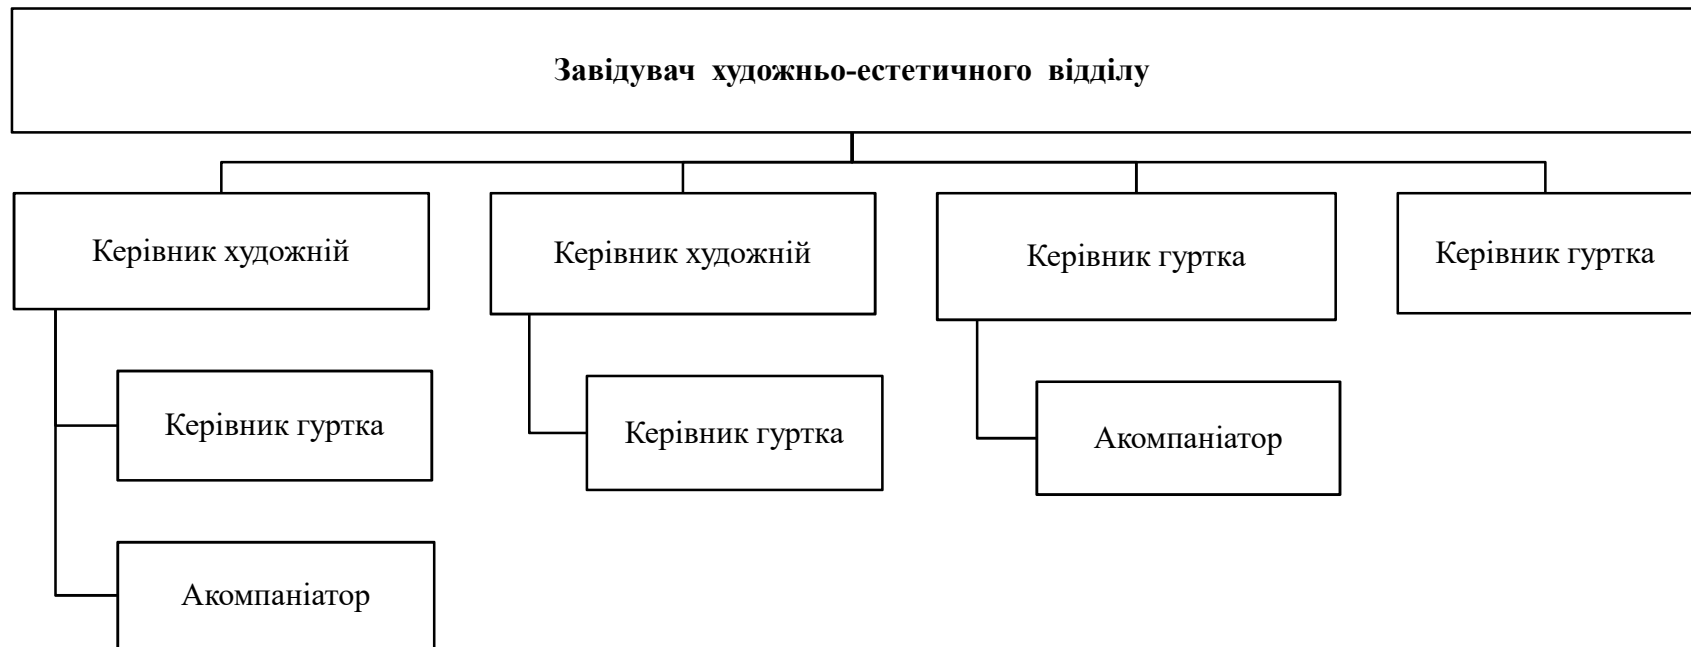 Завідувач художньо-естетичного відділу
Керівник художній
Керівник художній
Керівник гуртка
Керівник гуртка
Керівник гуртка
Керівник гуртка
Акомпаніатор
Акомпаніатор